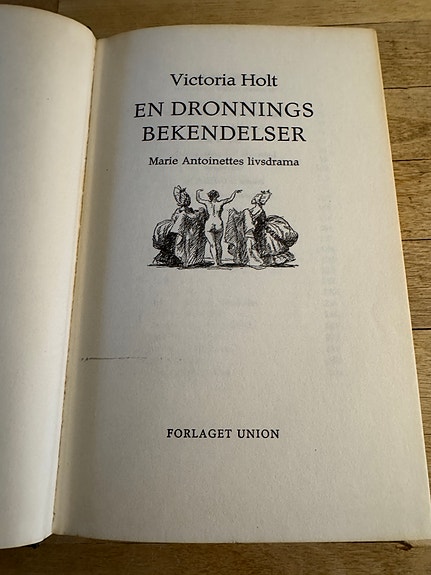 Victoria Holt
EN DRONNINGS
BEKENDELSER
Marie Antoinettes livsdrama
FORLAGET UNION